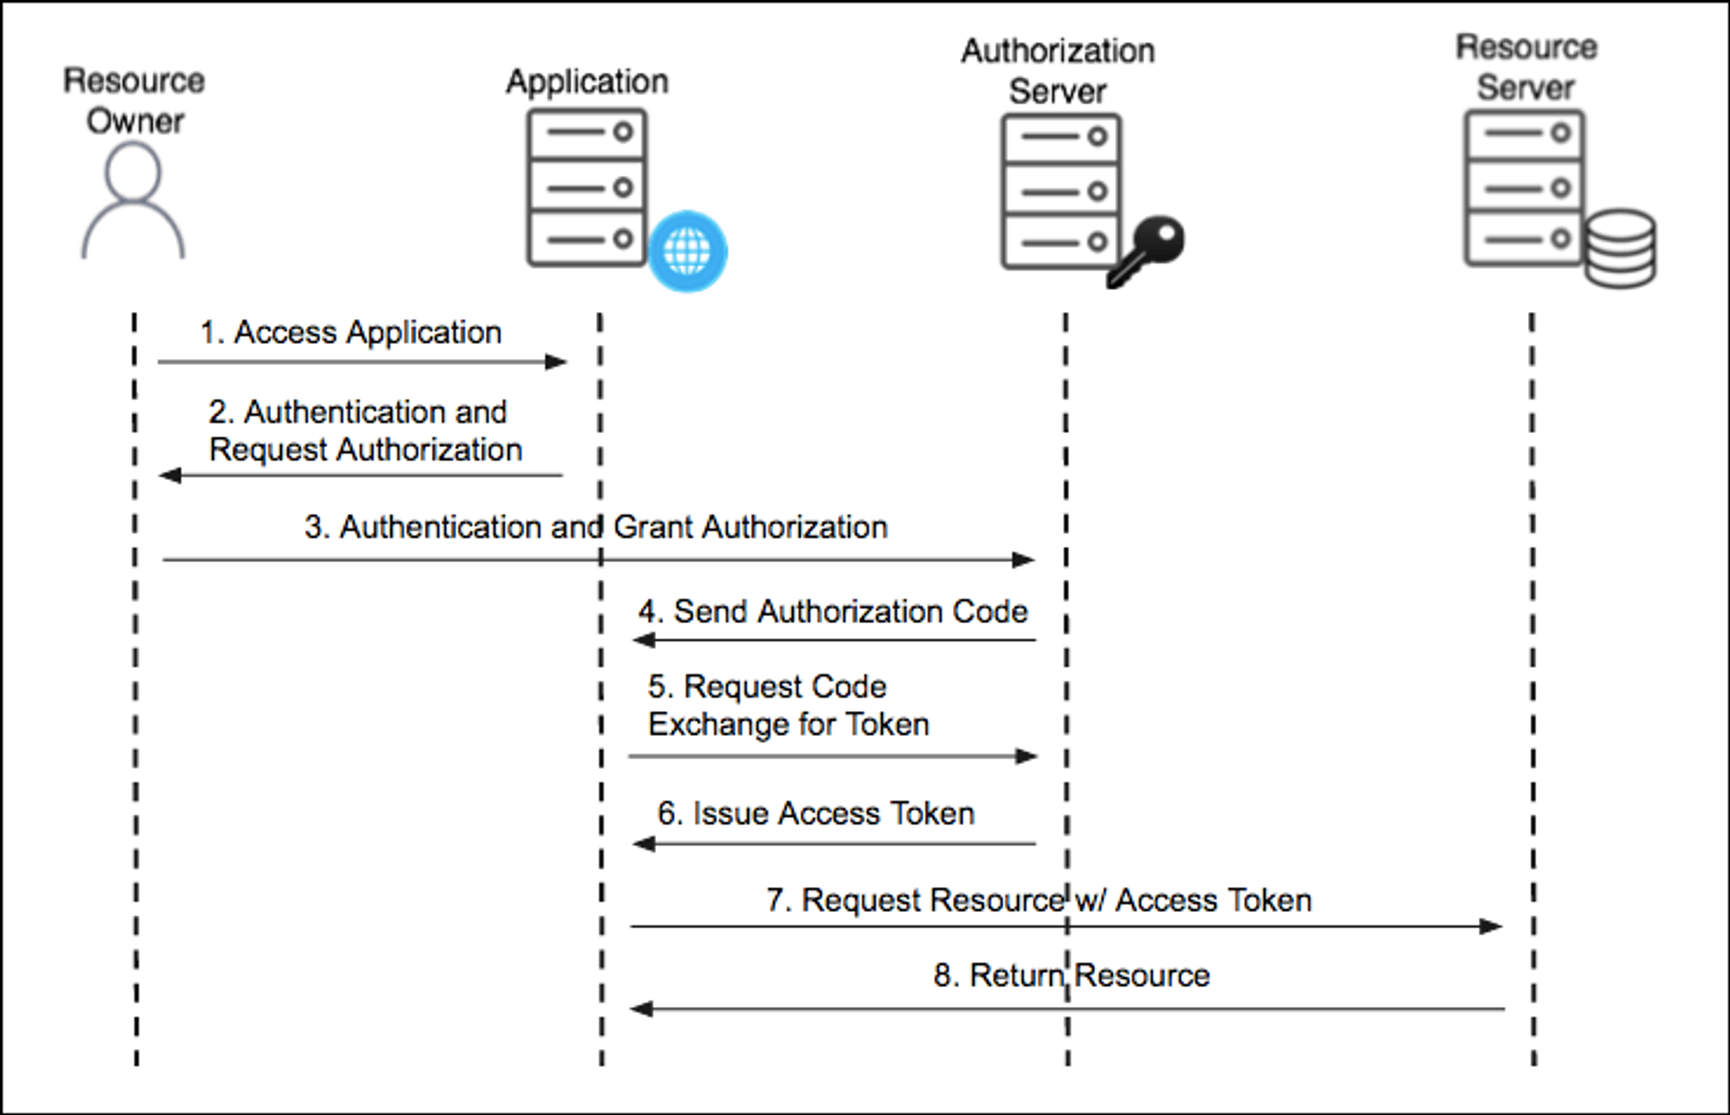 Resource
Owner
Application
Authorization
Server
Resource
Server
1. Access Application
2. Authentication and
Request Authorization
3. Authentication and Grant Authorization
4. Send Authorization Code
5. Request Code
Exchange for Token
6. Issue Access Token
7. Request Resource w/ Access Token
8. Return Resource